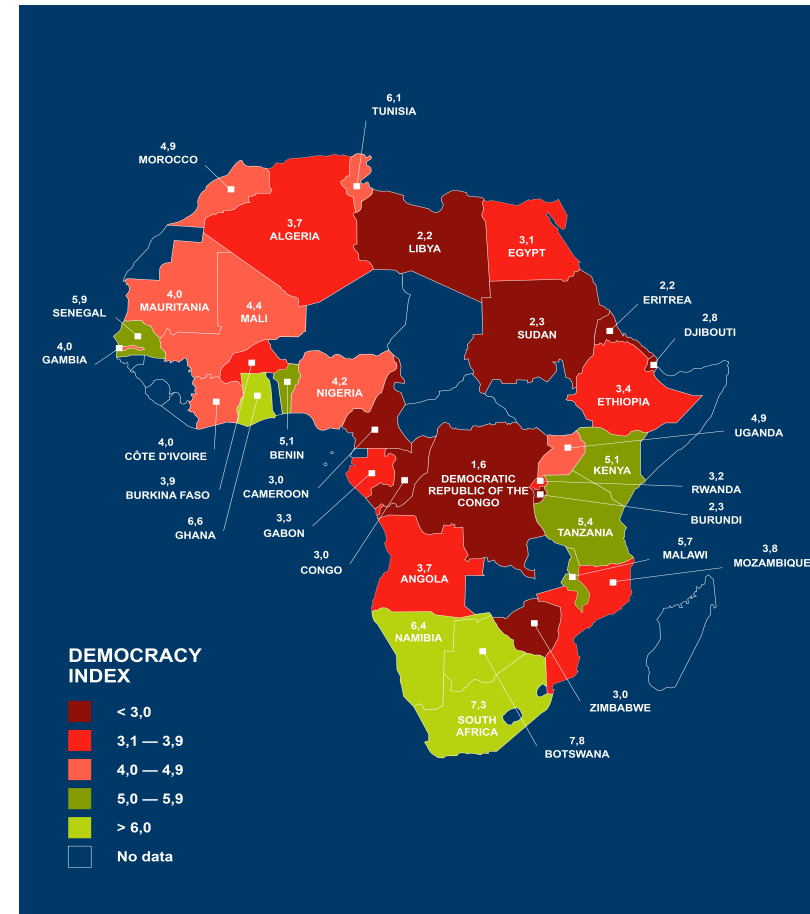 6,1
TUNISIA
4,9
MOROCCO
3,7
ALGERIA
2,2
LIBYA
3,1
EGYPT
2,2
ERITREA
2,8
DJIBOUTI
4,0
MAURITANIA
4,4
MALI
5,9
SENEGAL
4,0
GAMBIA
2,3
SUDAN
3,4
ETHIOPIA
4,2
NIGERIA
4,9
UGANDA
4,0
CÔTE D'IVOIRE
5,1
BENIN
3,9
BURKINA FASO
3,0
CAMEROON
6,6
GHANA
3,3
GABON
3,0
CONGO
1,6
DEMOCRATIC
REPUBLIC OF THE
CONGO
5,1
KENYA
3,2
RWANDA
2,3
BURUNDI
5,4
TANZANIA
5,7
MALAWI
3,8
MOZAMBIQUE
3,7
ANGOLA
6,4
NAMIBIA
3,0
ZIMBABWE
7,3
SOUTH
AFRICA
7,8
BOTSWANA
DEMOCRACY
INDEX
< 3,0
3,1 — 3,9
4,0 — 4,9
5,0 — 5,9
> 6,0
No data